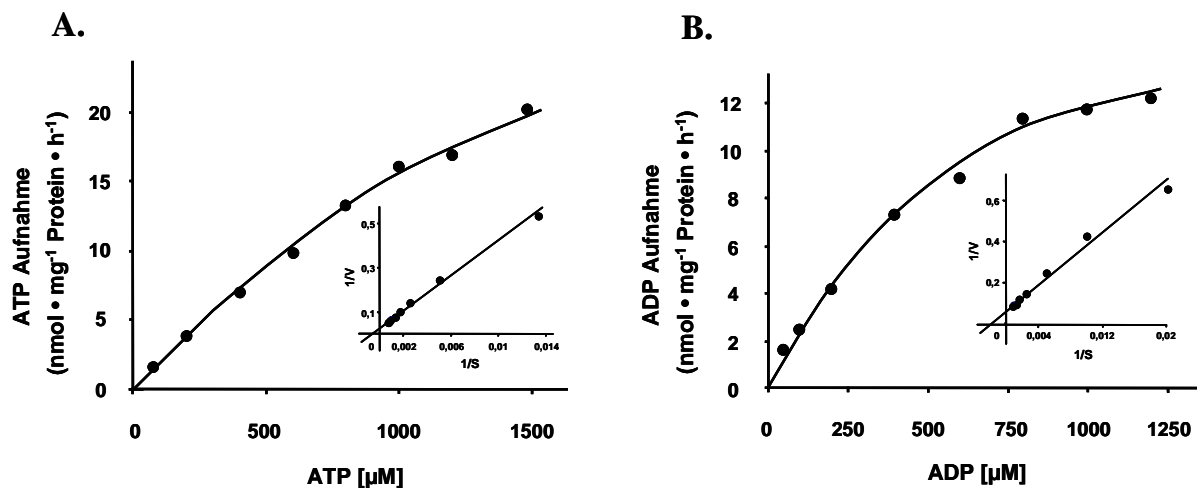 A.
ATP Aufnahme
(nmol • mg⁻¹ Protein • h⁻¹)
20
15
10
5
0
0 500 1000 1500
ATP [µM]
1/V
0,5
0,3
0,1
0 0,002 0,006 0,01 0,014
1/S
B.
ADP Aufnahme
(nmol • mg⁻¹ Protein • h⁻¹)
12
10
8
6
4
2
0
0 250 500 750 1000 1250
ADP [µM]
1/V
0,6
0,4
0,2
0 0,004 0,012 0,02
1/S